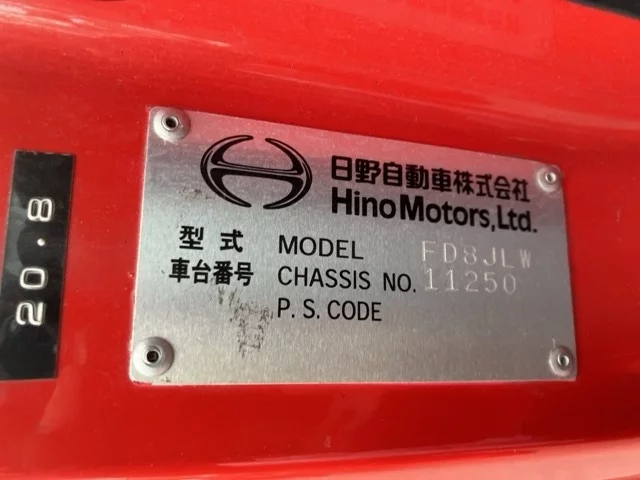 日野自動車株式会社
Hino Motors, Ltd.
型式 MODEL FD8JLW
車台番号 CHASSIS NO. 11250
P. S. CODE
20.8